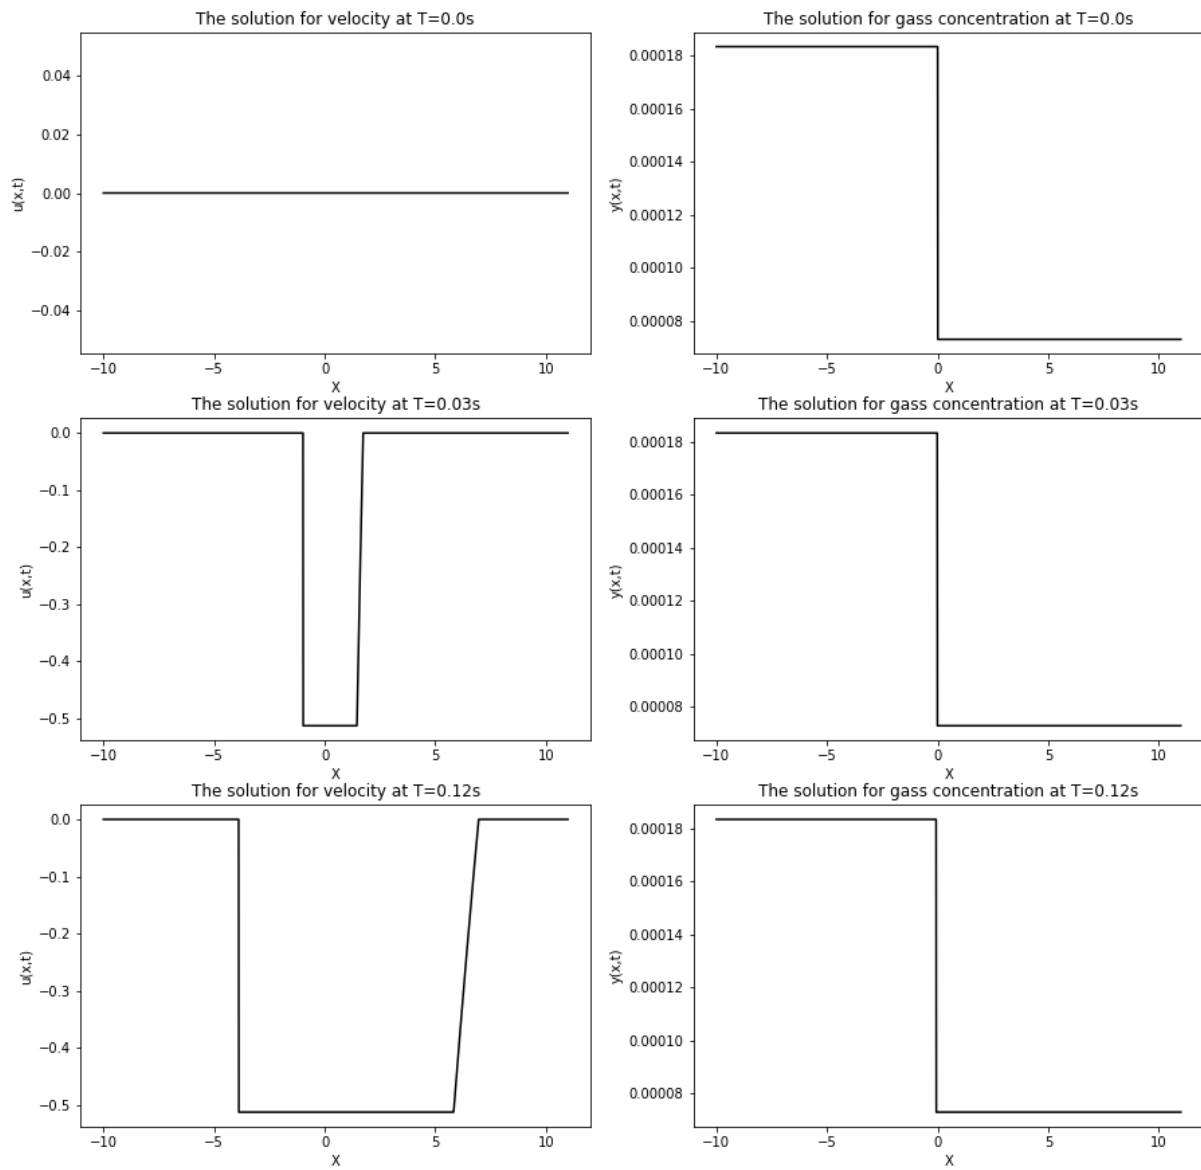 The solution for velocity at T=0.0s
0.04
0.02
0.00
−0.02
−0.04
u(x,t)
−10 −5 0 5 10
X
The solution for gass concentration at T=0.0s
0.00018
0.00016
0.00014
0.00012
0.00010
0.00008
y(x,t)
−10 −5 0 5 10
X
The solution for velocity at T=0.03s
0.0
−0.1
−0.2
−0.3
−0.4
−0.5
u(x,t)
−10 −5 0 5 10
X
The solution for gass concentration at T=0.03s
0.00018
0.00016
0.00014
0.00012
0.00010
0.00008
y(x,t)
−10 −5 0 5 10
X
The solution for velocity at T=0.12s
0.0
−0.1
−0.2
−0.3
−0.4
−0.5
u(x,t)
−10 −5 0 5 10
X
The solution for gass concentration at T=0.12s
0.00018
0.00016
0.00014
0.00012
0.00010
0.00008
y(x,t)
−10 −5 0 5 10
X